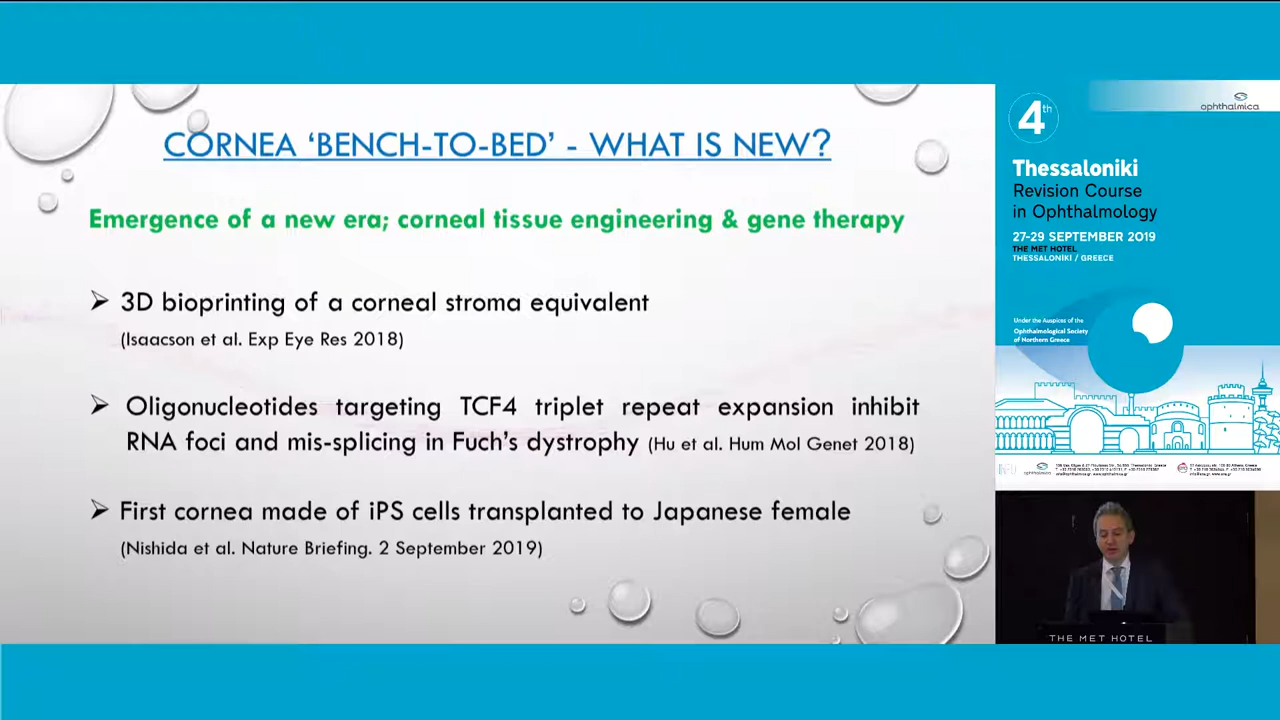 CORNEA ‘BENCH-TO-BED’ - WHAT IS NEW?
Emergence of a new era; corneal tissue engineering & gene therapy
➢ 3D bioprinting of a corneal stroma equivalent
(Isaacson et al. Exp Eye Res 2018)
➢ Oligonucleotides targeting TCF4 triplet repeat expansion inhibit
RNA foci and mis-splicing in Fuch’s dystrophy (Hu et al. Hum Mol Genet 2018)
➢ First cornea made of iPS cells transplanted to Japanese female
(Nishida et al. Nature Briefing. 2 September 2019)
ophthalmica
4th
Thessaloniki
Revision Course
in Ophthalmology
27-29 SEPTEMBER 2019
THE MET HOTEL
THESSALONIKI / GREECE
Under the Auspices of the
Ophthalmological Society
of Northern Greece
THE MET HOTEL